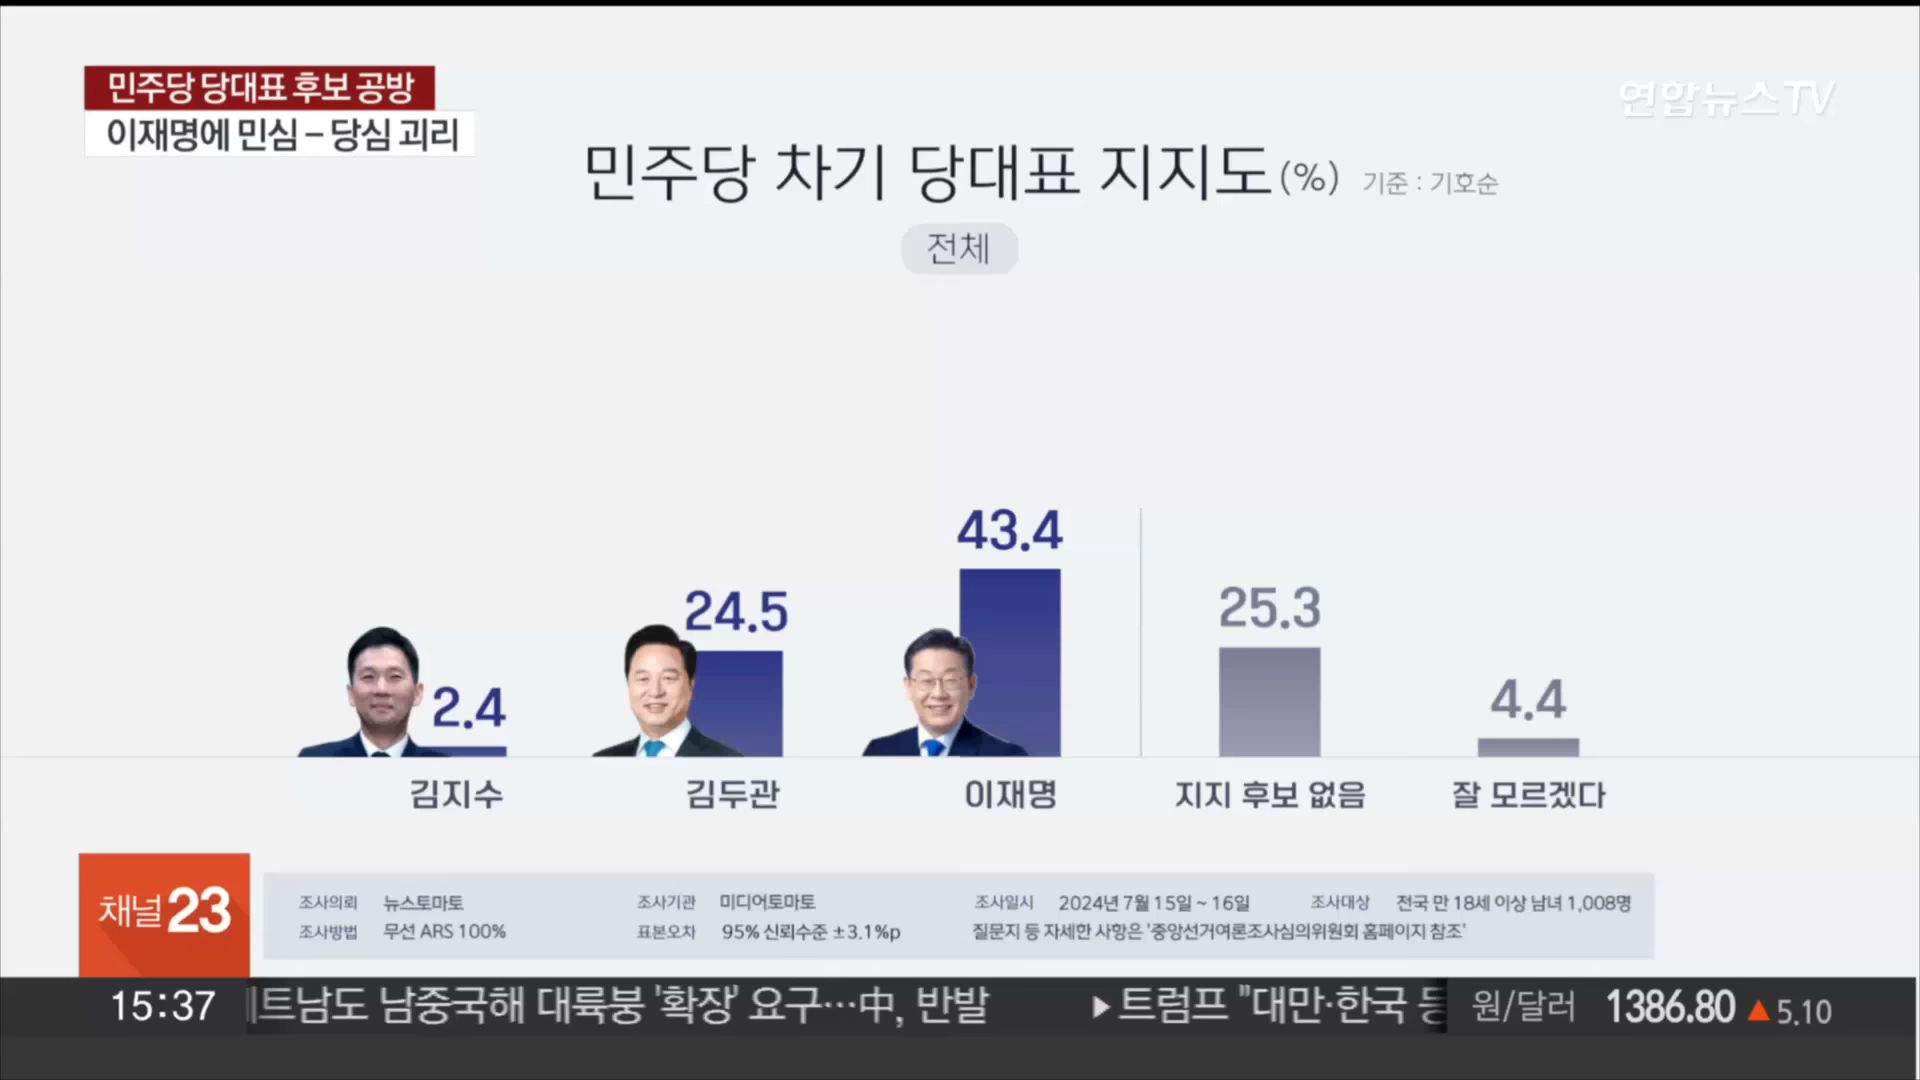 민주당 당대표 후보 공방
이재명에 민심 – 당심 괴리
연합뉴스TV
민주당 차기 당대표 지지도(%) 기준 : 기호순
전체
2.4
24.5
43.4
25.3
4.4
김지수
김두관
이재명
지지 후보 없음
잘 모르겠다
채널 23
조사의뢰 뉴스토마토 조사기관 미디어토마토 조사일시 2024년 7월 15일 ~ 16일 조사대상 전국 만 18세 이상 남녀 1,008명
조사방법 무선 ARS 100% 표본오차 95% 신뢰수준 ±3.1%p 질문지 등 자세한 사항은 '중앙선거여론조사심의위원회 홈페이지 참조'
15:37 트남도 남중국해 대륙붕 '확장' 요구…中, 반발 ▶트럼프 "대만·한국 원/달러 1386.80 ▲5.10